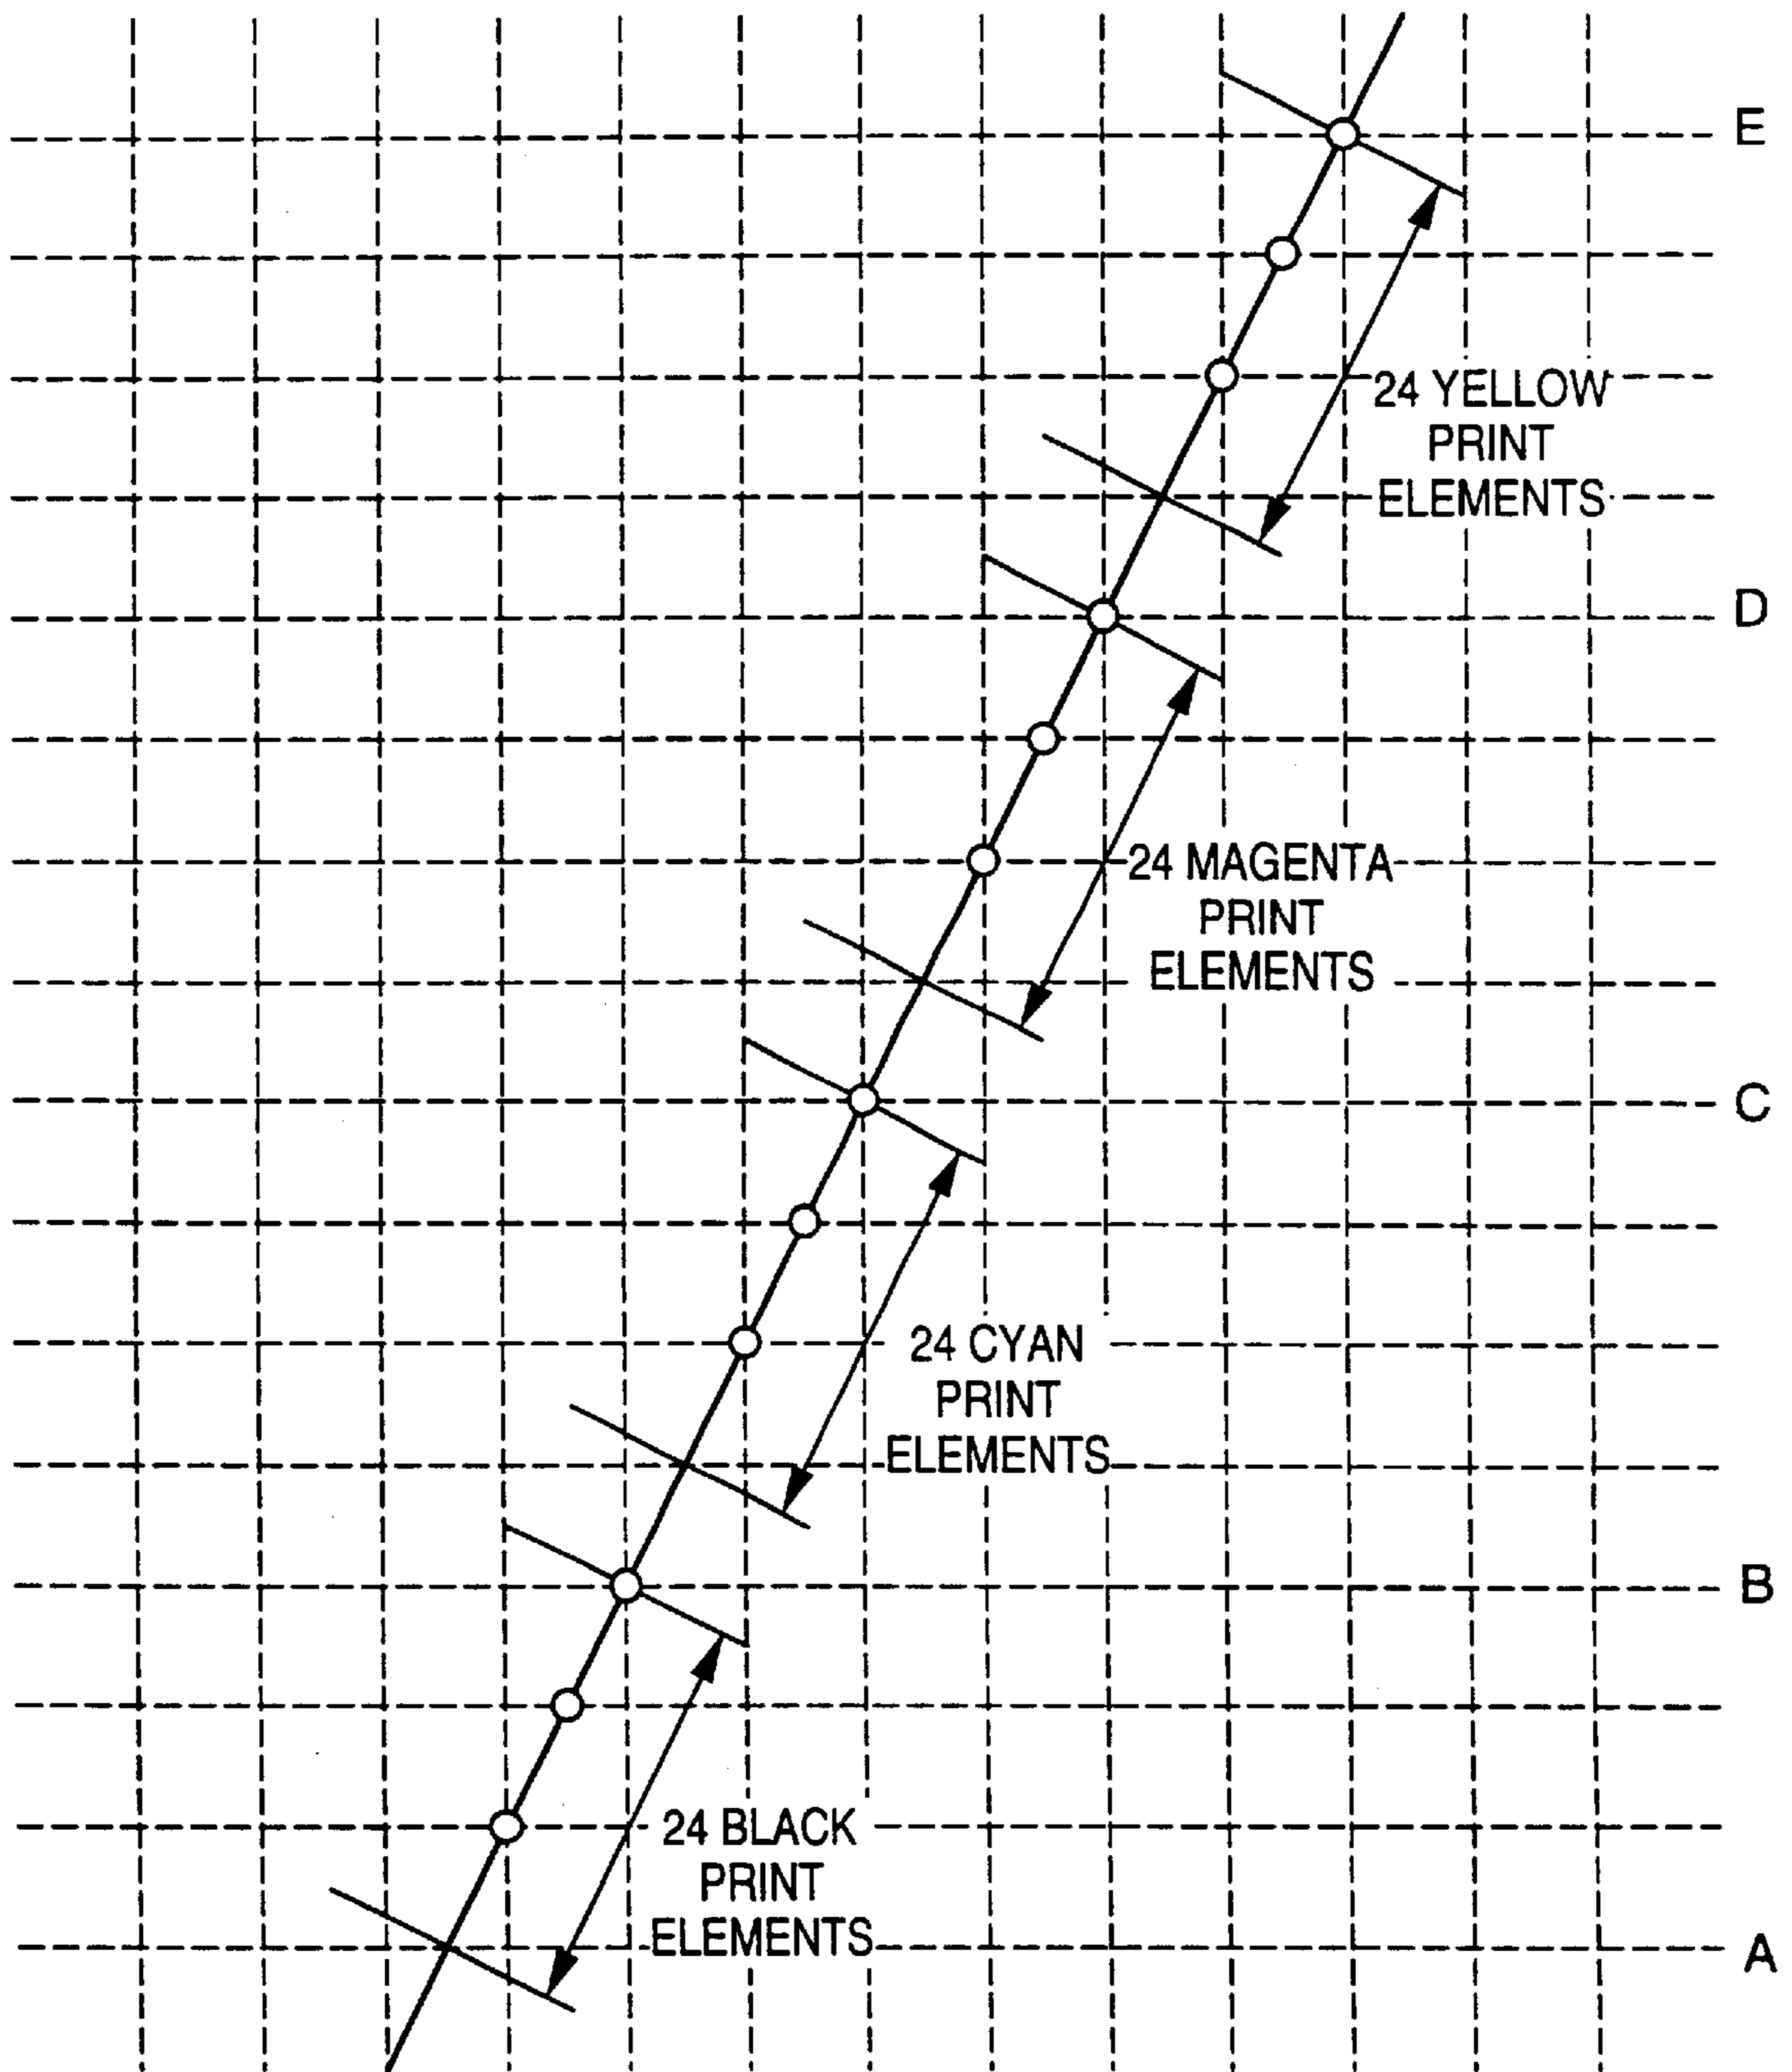 E
24 YELLOW
PRINT
ELEMENTS
D
24 MAGENTA
PRINT
ELEMENTS
C
24 CYAN
PRINT
ELEMENTS
B
24 BLACK
PRINT
ELEMENTS
A